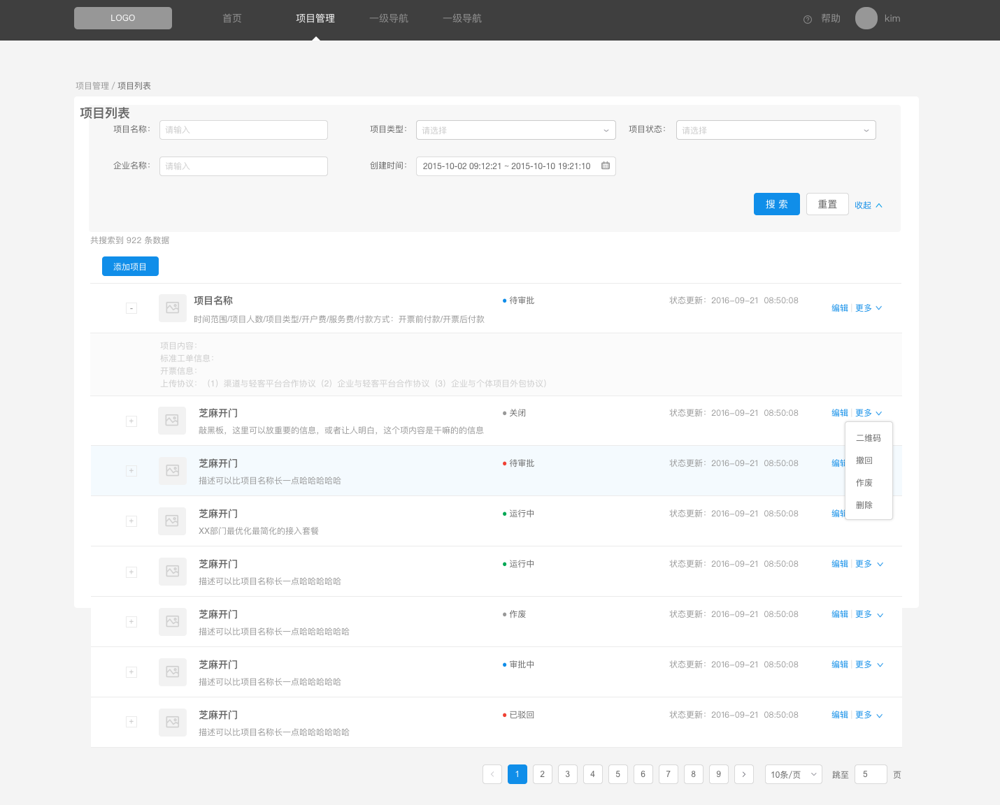 LOGO 首页 项目管理 一级导航 一级导航 帮助 kim
项目管理 / 项目列表
项目列表
项目名称： 请输入 项目类型： 请选择 项目状态： 请选择
企业名称： 请输入 创建时间： 2015-10-02 09:12:21 ~ 2015-10-10 19:21:10
搜 索 重置 收起
共搜索到 922 条数据
添加项目
- 项目名称 待审批 状态更新：2016-09-21 08:50:08 编辑 更多
时间范围/项目人数/项目类型/开户费/服务费/付款方式：开票前付款/开票后付款
项目内容：
标准工单信息：
开票信息：
上传协议：（1）渠道与轻客平台合作协议（2）企业与轻客平台合作协议（3）企业与个体项目外包协议）
+ 芝麻开门 关闭 状态更新：2016-09-21 08:50:08 编辑 更多
敲黑板，这里可以放重要的信息，或者让人明白，这个项内容是干嘛的的信息
二维码
撤回
作废
删除
+ 芝麻开门 待审批 状态更新：2016-09-21 08:50:08 编辑
描述可以比项目名称长一点哈哈哈哈哈
+ 芝麻开门 运行中 状态更新：2016-09-21 08:50:08 编辑
XX部门最优化最简化的接入套餐
+ 芝麻开门 运行中 状态更新：2016-09-21 08:50:08 编辑 更多
描述可以比项目名称长一点哈哈哈哈哈
+ 芝麻开门 作废 状态更新：2016-09-21 08:50:08 编辑 更多
描述可以比项目名称长一点哈哈哈哈哈哈
+ 芝麻开门 审批中 状态更新：2016-09-21 08:50:08 编辑 更多
描述可以比项目名称长一点哈哈哈哈哈
+ 芝麻开门 已驳回 状态更新：2016-09-21 08:50:08 编辑 更多
描述可以比项目名称长一点哈哈哈哈哈哈
1 2 3 4 5 6 7 8 9 10条/页 跳至 5 页